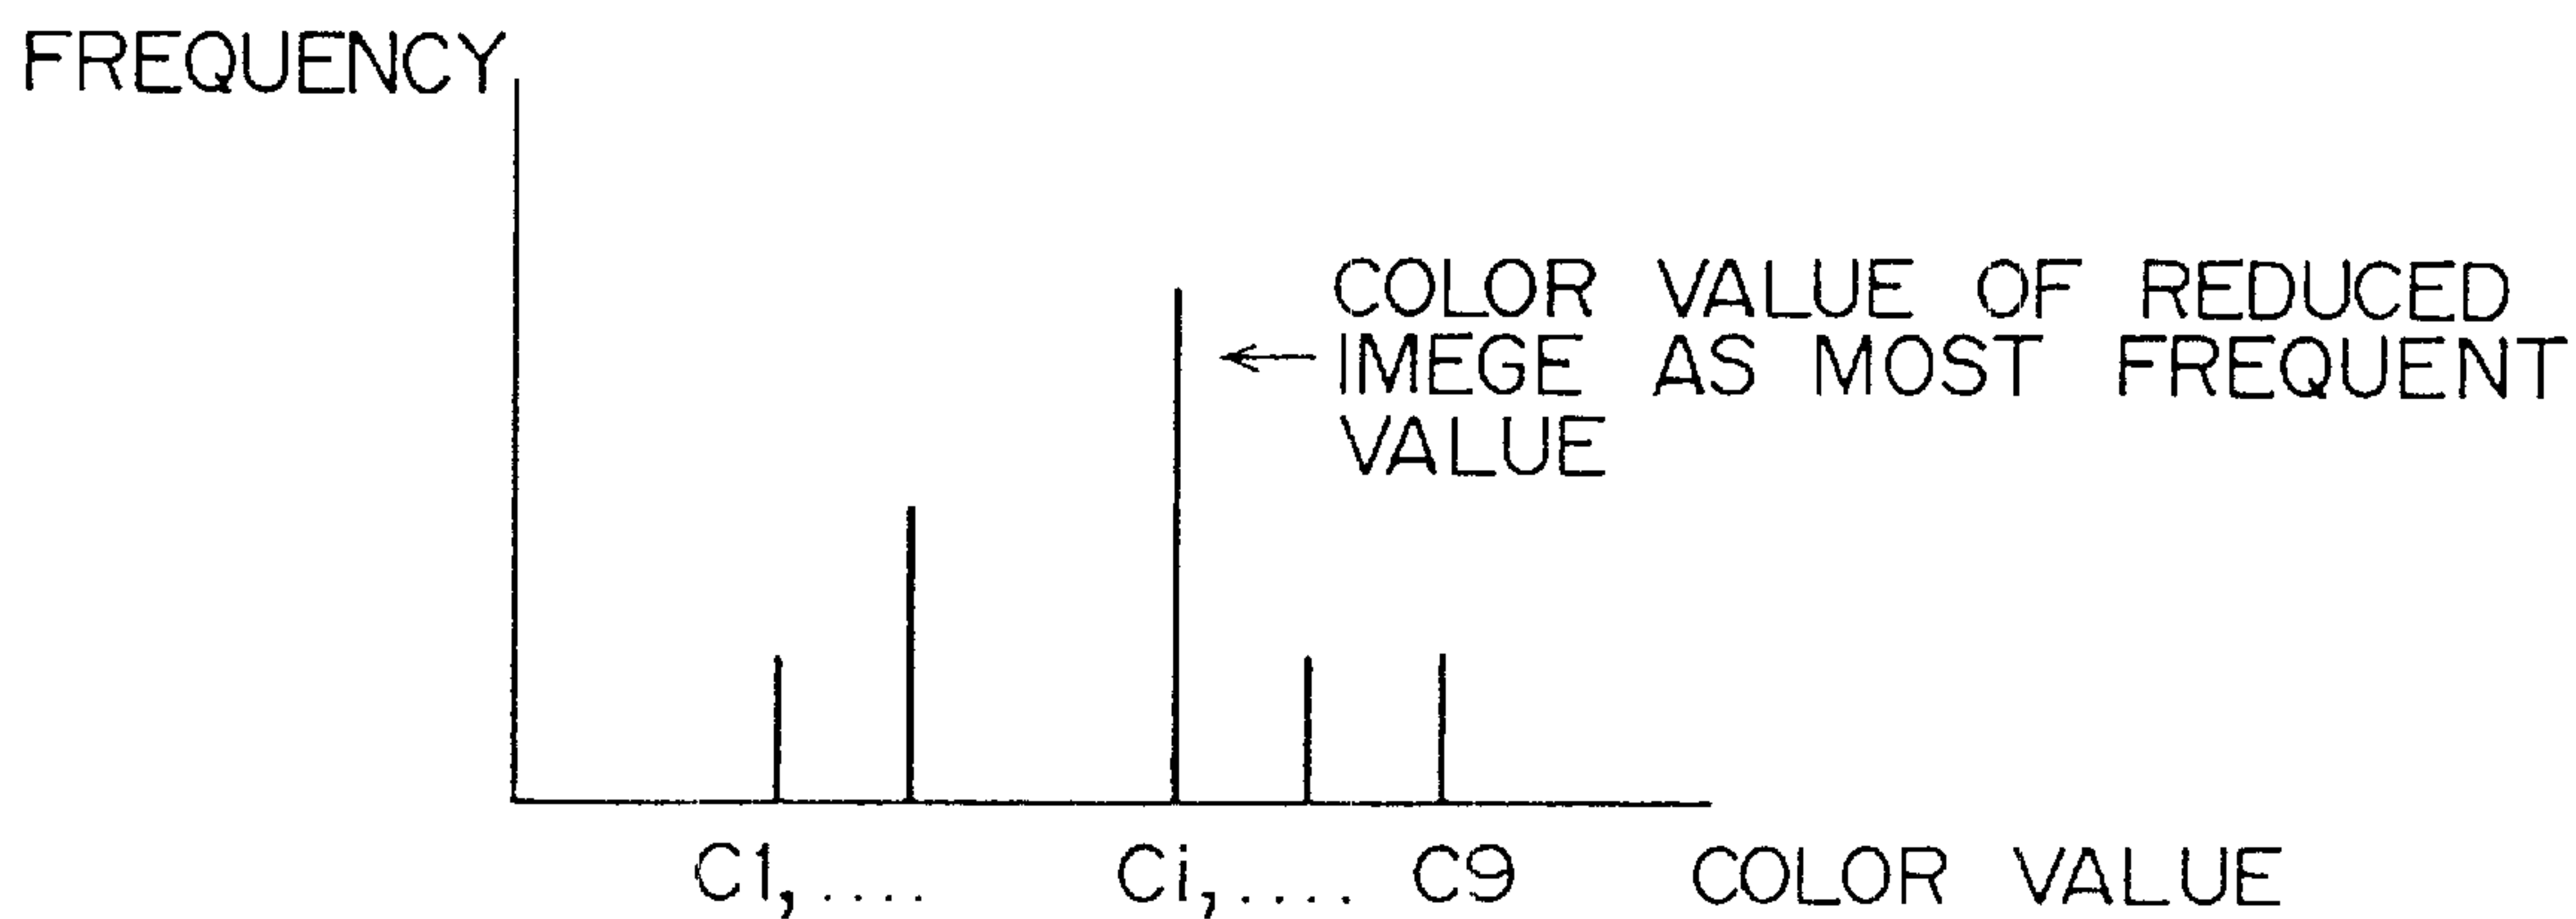 FREQUENCY
COLOR VALUE OF REDUCED
IMEGE AS MOST FREQUENT
VALUE
C1, .... Ci, .... C9 COLOR VALUE